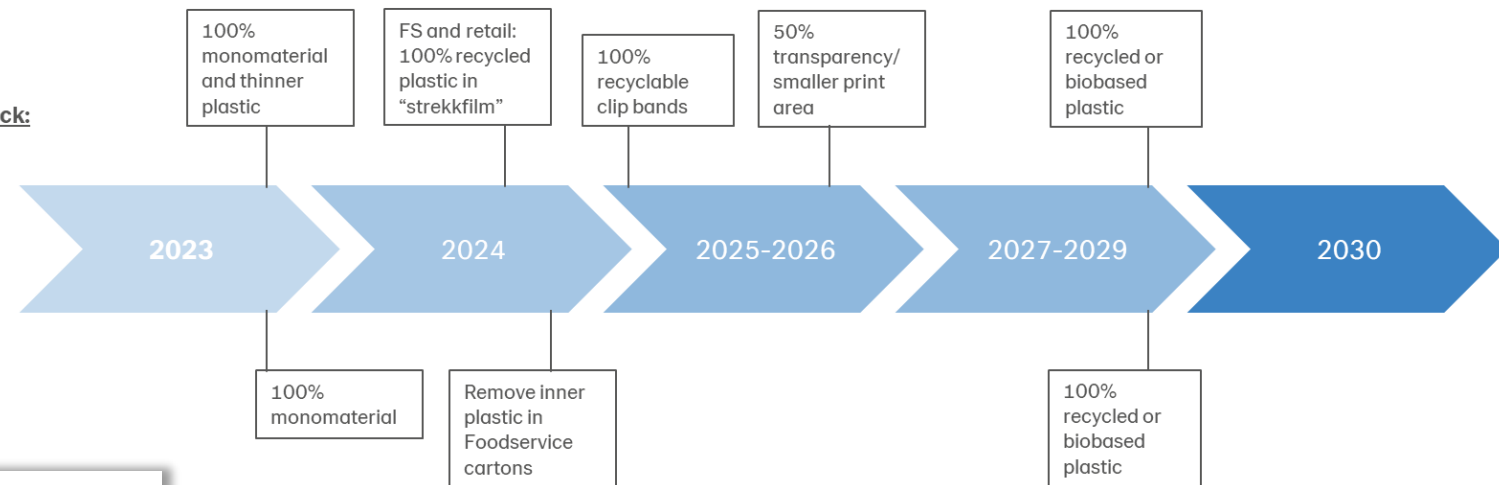 100%
monomaterial
and thinner
plastic
FS and retail:
100% recycled
plastic in
“strekkfilm”
100%
recyclable
clip bands
50%
transparency/
smaller print
area
100%
recycled or
biobased
plastic
ck:
2023
2024
2025-2026
2027-2029
2030
100%
monomaterial
Remove inner
plastic in
Foodservice
cartons
100%
recycled or
biobased
plastic